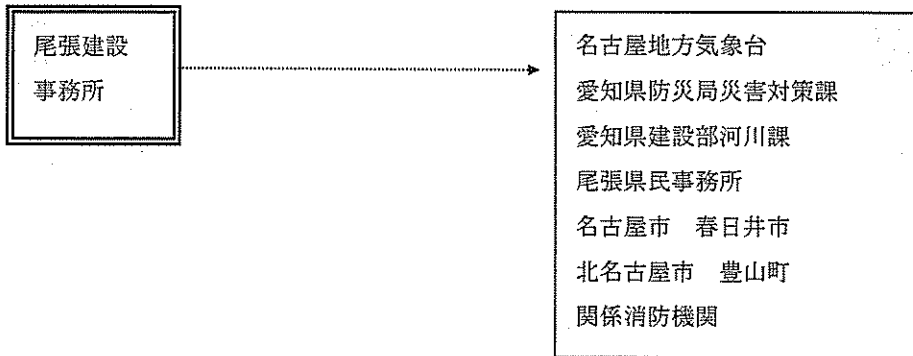 尾張建設
事務所
名古屋地方気象台
愛知県防災局災害対策課
愛知県建設部河川課
尾張県民事務所
名古屋市　春日井市
北名古屋市　豊山町
関係消防機関